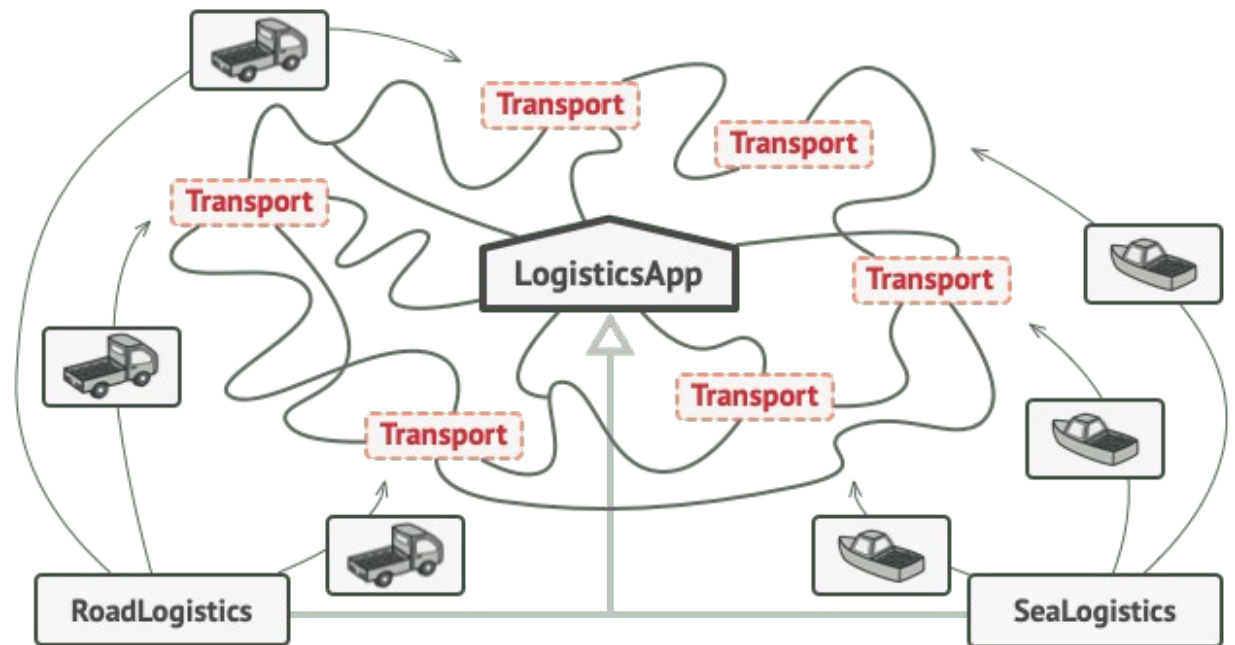 Transport
Transport
Transport
LogisticsApp
Transport
Transport
Transport
RoadLogistics
SeaLogistics